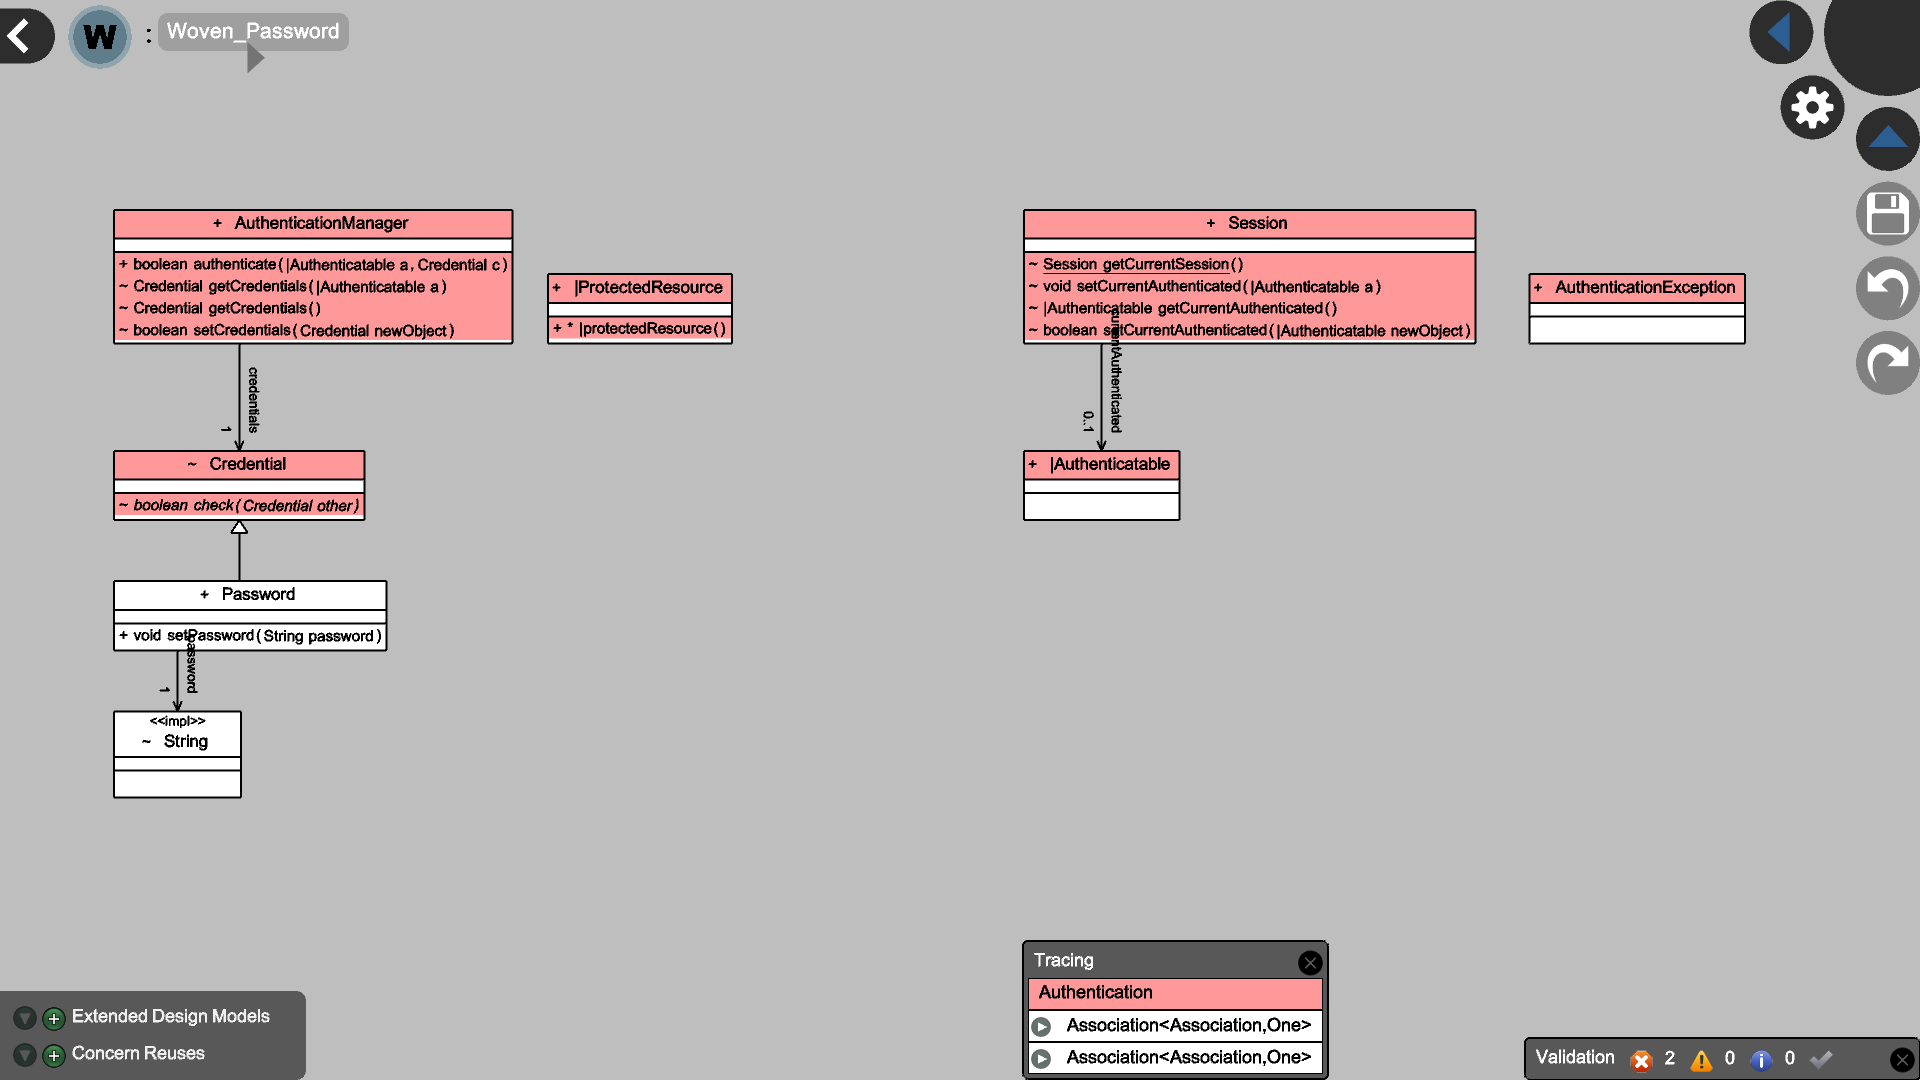 W : Woven_Password
+ AuthenticationManager
+ boolean authenticate(|Authenticatable a, Credential c)
~ Credential getCredentials(|Authenticatable a)
~ Credential getCredentials()
~ boolean setCredentials(Credential newObject)
+ |ProtectedResource
+ * |protectedResource()
+ Session
~ Session getCurrentSession()
~ void setCurrentAuthenticated(|Authenticatable a)
~ |Authenticatable getCurrentAuthenticated()
~ boolean setCurrentAuthenticated(|Authenticatable newObject)
+ AuthenticationException
credentials
1
currentAuthenticated
0..1
~ Credential
~ boolean check(Credential other)
+ |Authenticatable
+ Password
+ void setPassword(String password)
password
1
<<impl>>
~ String
Tracing
Authentication
Association<Association,One>
Association<Association,One>
Extended Design Models
Concern Reuses
Validation 2 0 0